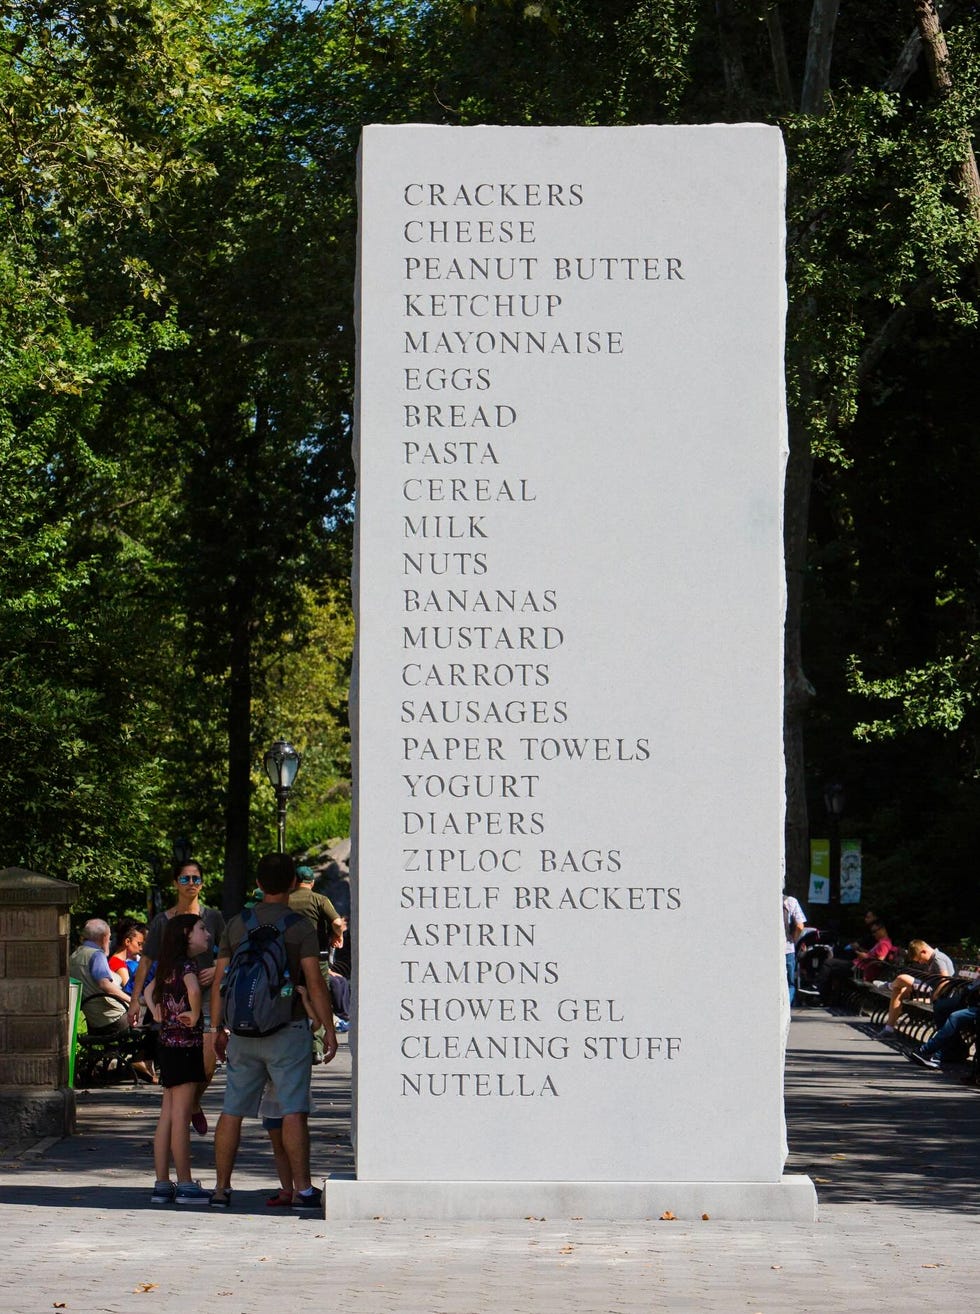 CRACKERS
CHEESE
PEANUT BUTTER
KETCHUP
MAYONNAISE
EGGS
BREAD
PASTA
CEREAL
MILK
NUTS
BANANAS
MUSTARD
CARROTS
SAUSAGES
PAPER TOWELS
YOGURT
DIAPERS
ZIPLOC BAGS
SHELF BRACKETS
ASPIRIN
TAMPONS
SHOWER GEL
CLEANING STUFF
NUTELLA